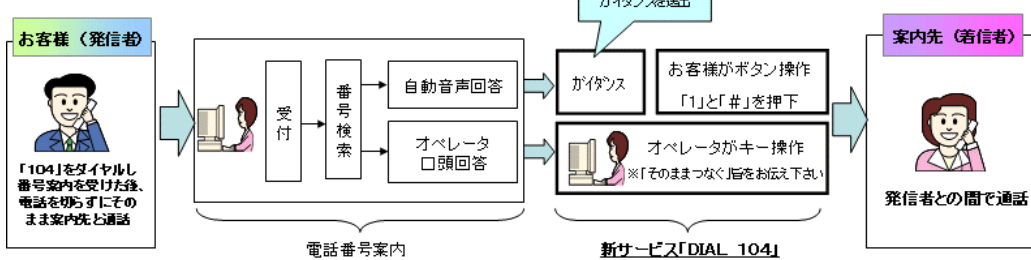 ガイダンスを送出
お客様（発信者）
「104」をダイヤルし
番号案内を受けた後、
電話を切らずにその
まま案内先と通話
受付
番号検索
自動音声回答
オペレータ
口頭回答
電話番号案内
ガイダンス
お客様がボタン操作
「1」と「#」を押下
オペレータがキー操作
※「そのままつなぐ」旨をお伝え下さい
新サービス「DIAL 104」
案内先（着信者）
発信者との間で通話